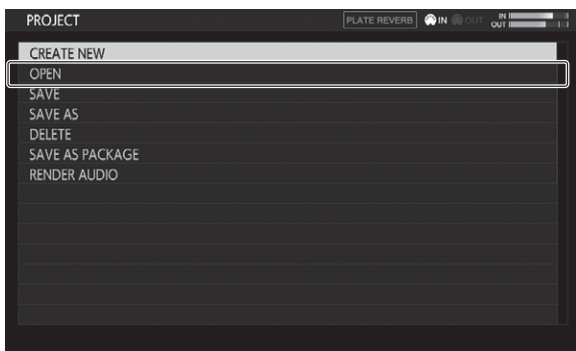 PROJECT PLATE REVERB IN OUT IN
OUT
CREATE NEW
OPEN
SAVE
SAVE AS
DELETE
SAVE AS PACKAGE
RENDER AUDIO